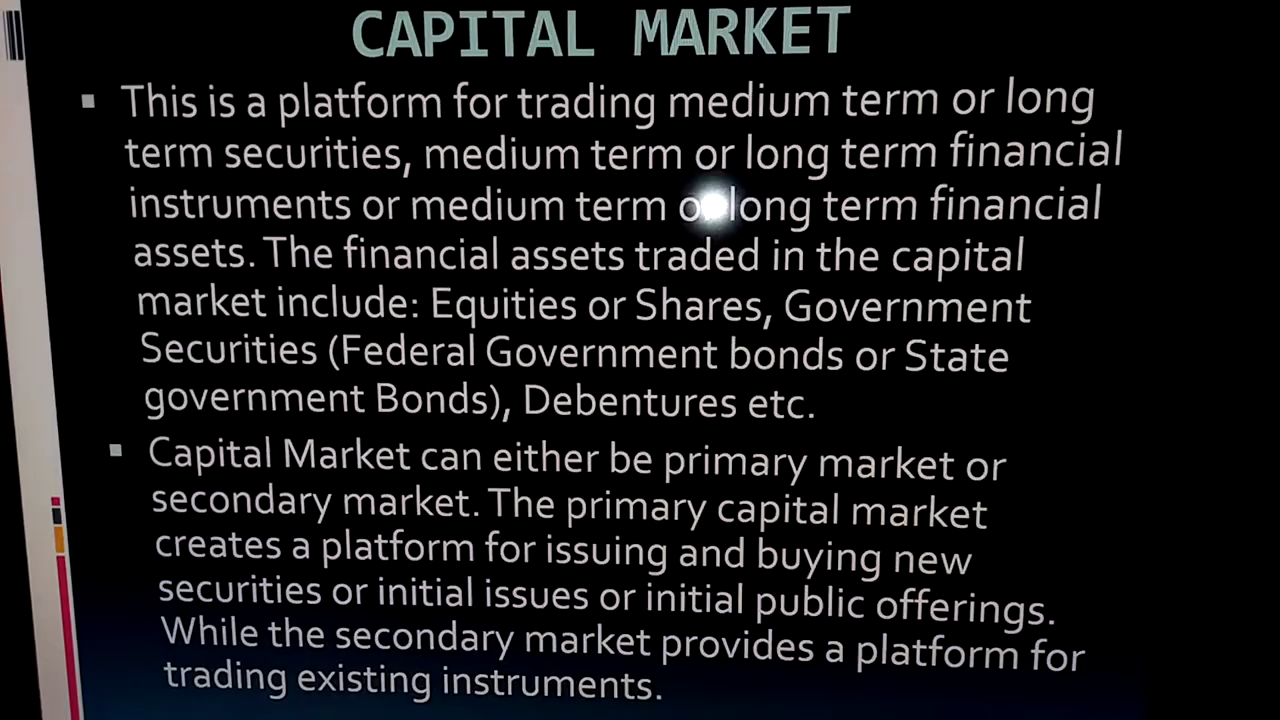 CAPITAL MARKET
▪ This is a platform for trading medium term or long
term securities, medium term or long term financial
instruments or medium term or long term financial
assets. The financial assets traded in the capital
market include: Equities or Shares, Government
Securities (Federal Government bonds or State
government Bonds), Debentures etc.
▪ Capital Market can either be primary market or
secondary market. The primary capital market
creates a platform for issuing and buying new
securities or initial issues or initial public offerings.
While the secondary market provides a platform for
trading existing instruments.